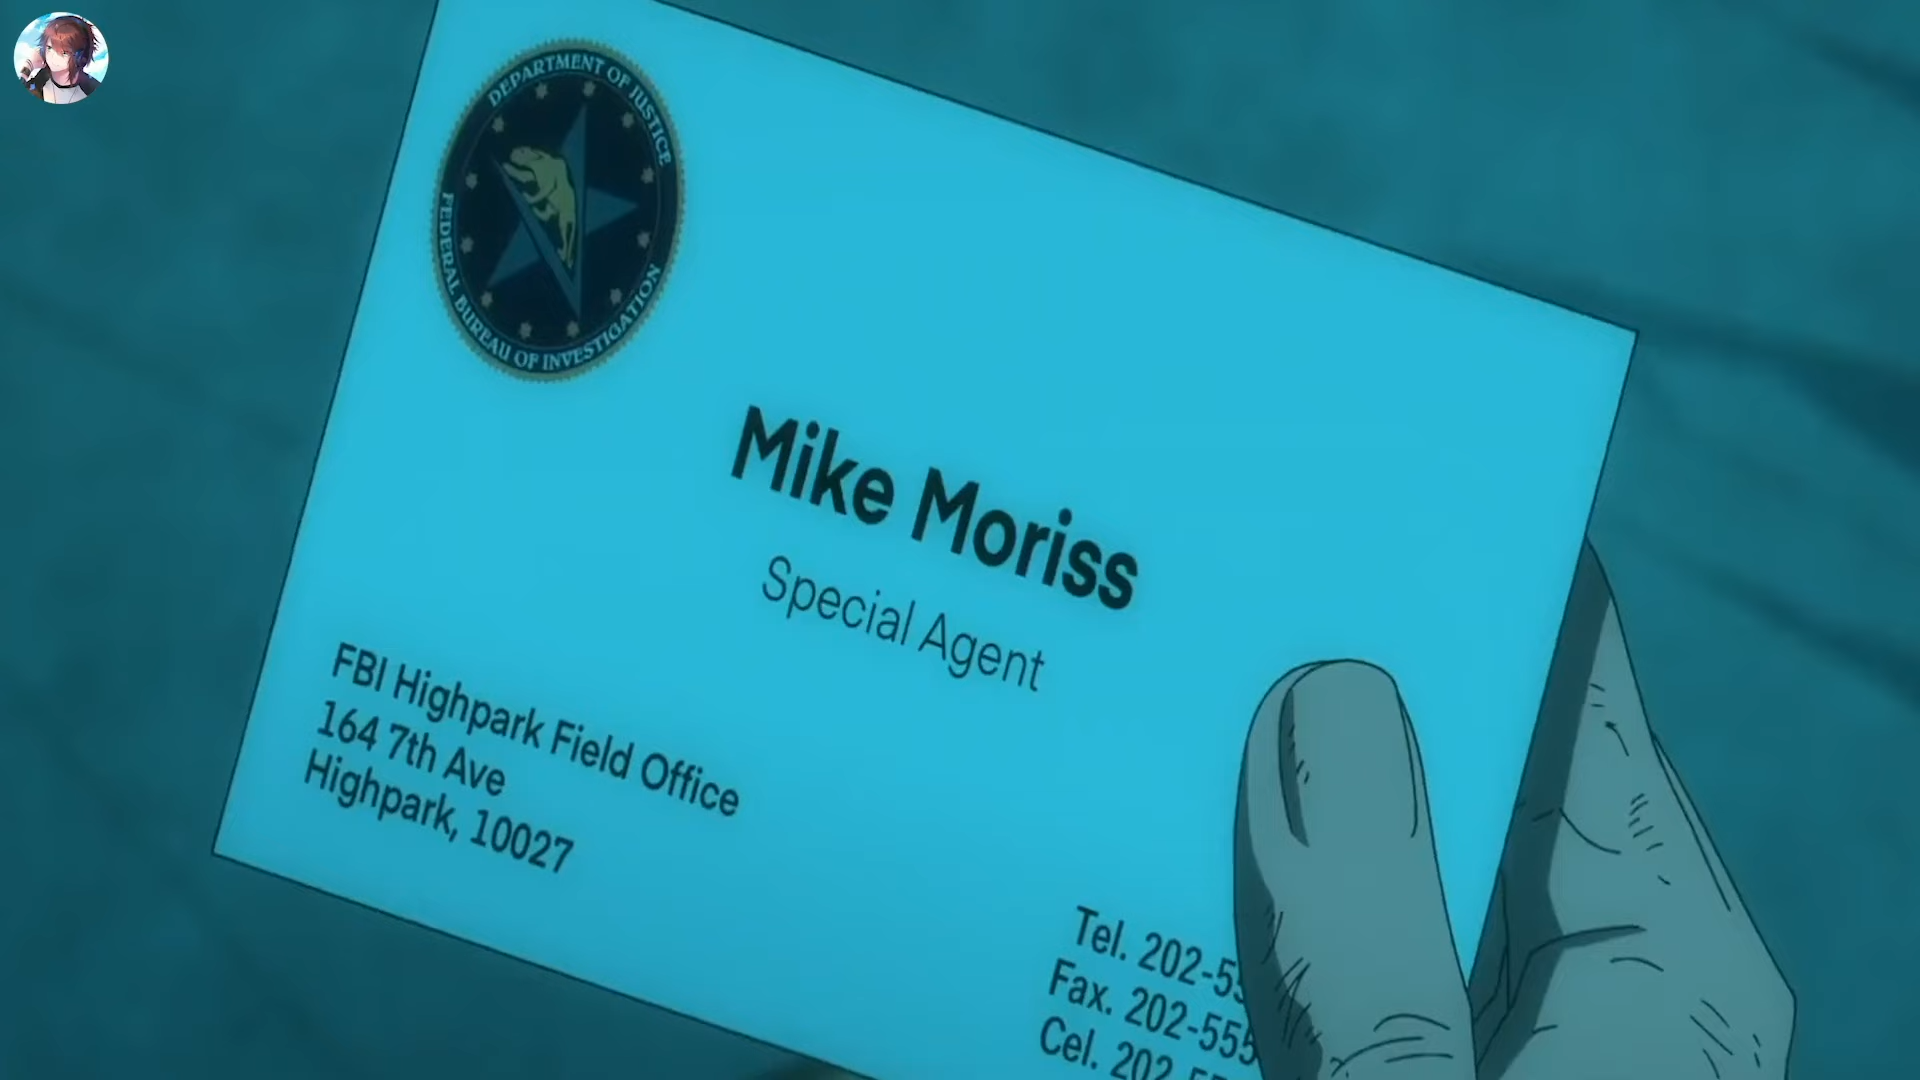 DEPARTMENT OF JUSTICE
FEDERAL BUREAU OF INVESTIGATION
Mike Moriss
Special Agent
FBI Highpark Field Office
164 7th Ave
Highpark, 10027
Tel. 202-55
Fax. 202-555
Cel. 202